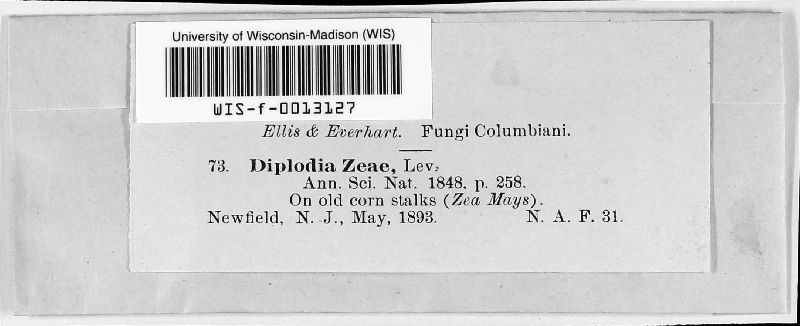 University of Wisconsin-Madison (WIS)
WIS-f-0013127
Ellis & Everhart. Fungi Columbiani.
73. Diplodia Zeae, Lev.
Ann. Sci. Nat. 1848, p. 258.
On old corn stalks (Zea Mays).
Newfield, N. J., May, 1893. N. A. F. 31.